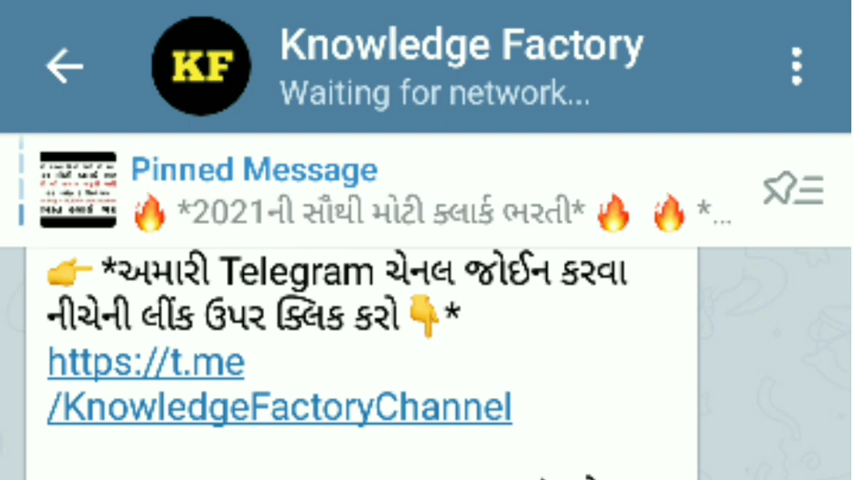 KF
Knowledge Factory
Waiting for network...
Pinned Message
🔥 *2021ની સૌથી મોટી ક્લાર્ક ભરતી* 🔥 🔥 *...
👉 *અમારી Telegram ચેનલ જોઈન કરવા
નીચેની લીંક ઉપર ક્લિક કરો 👇*
https://t.me
/KnowledgeFactoryChannel